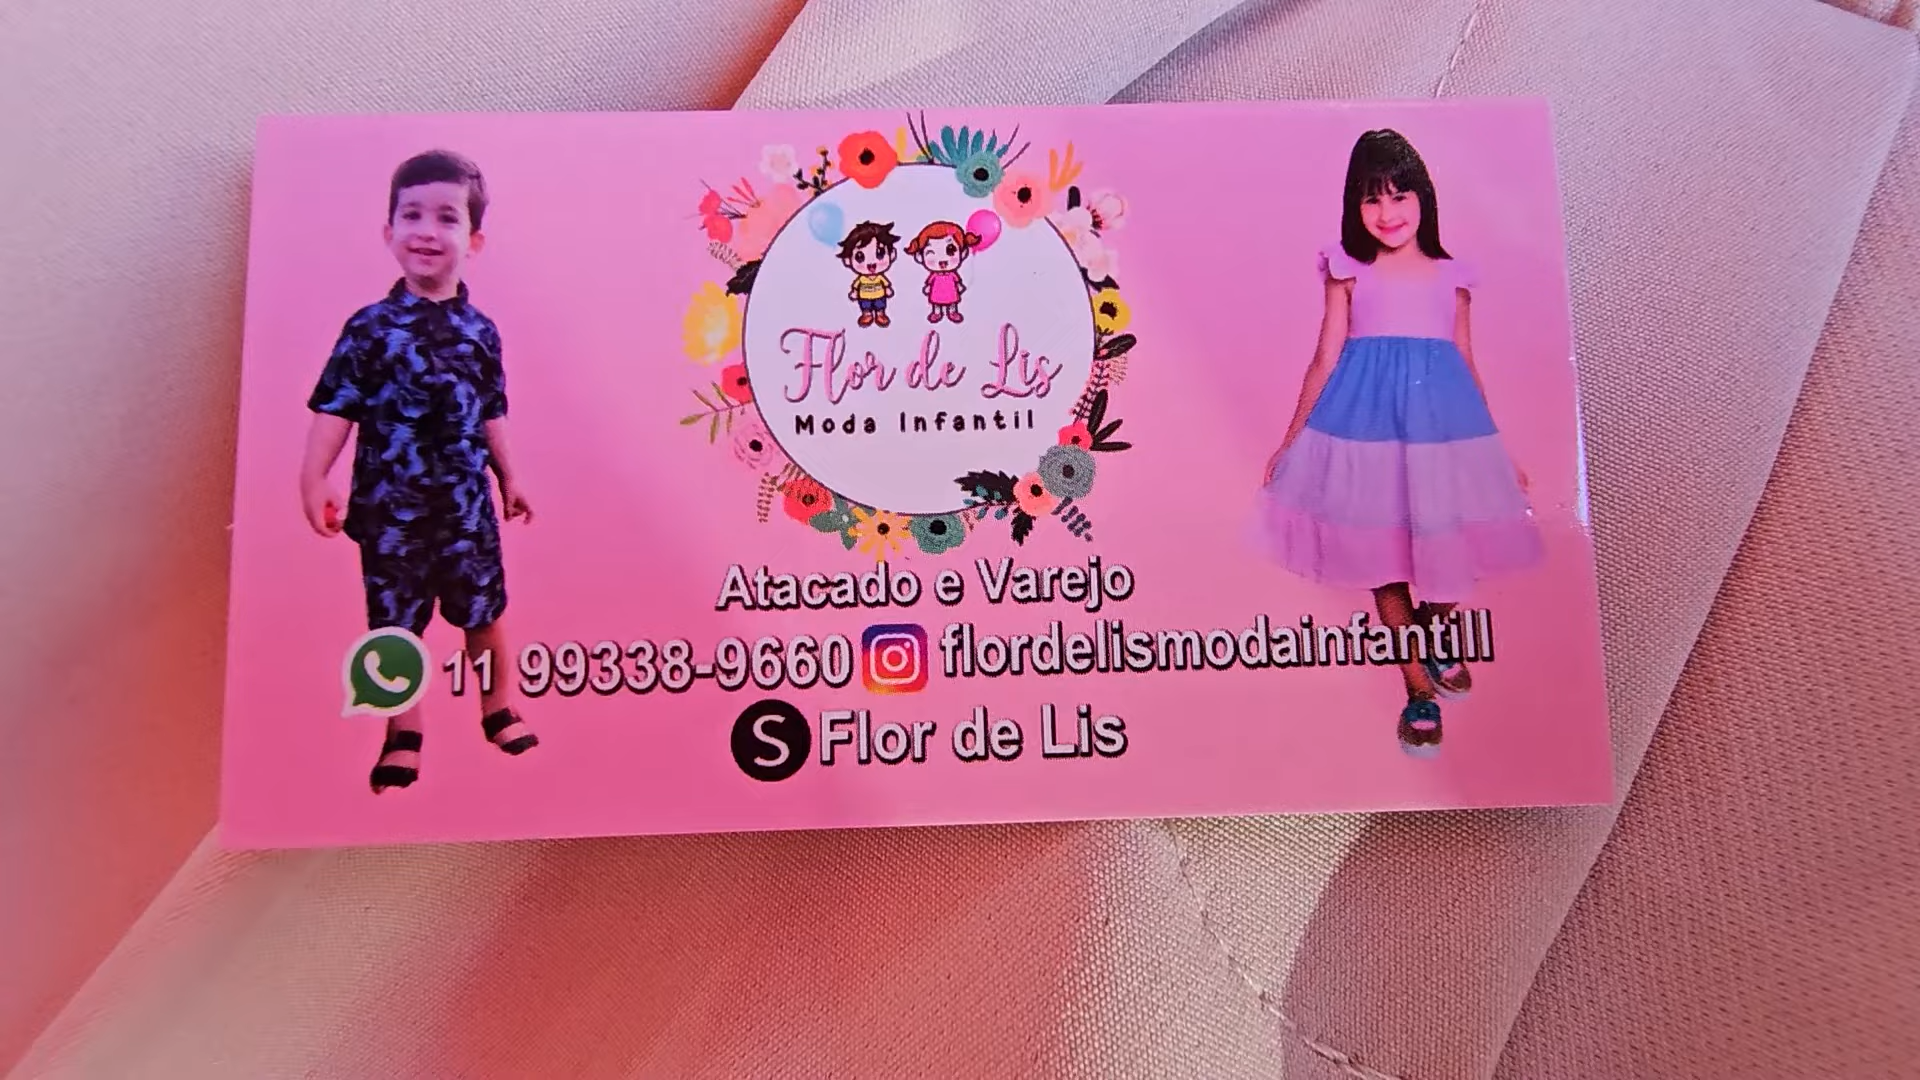 Flor de Lis
Moda Infantil
Atacado e Varejo
11 99338-9660 flordelismodainfantill
S Flor de Lis